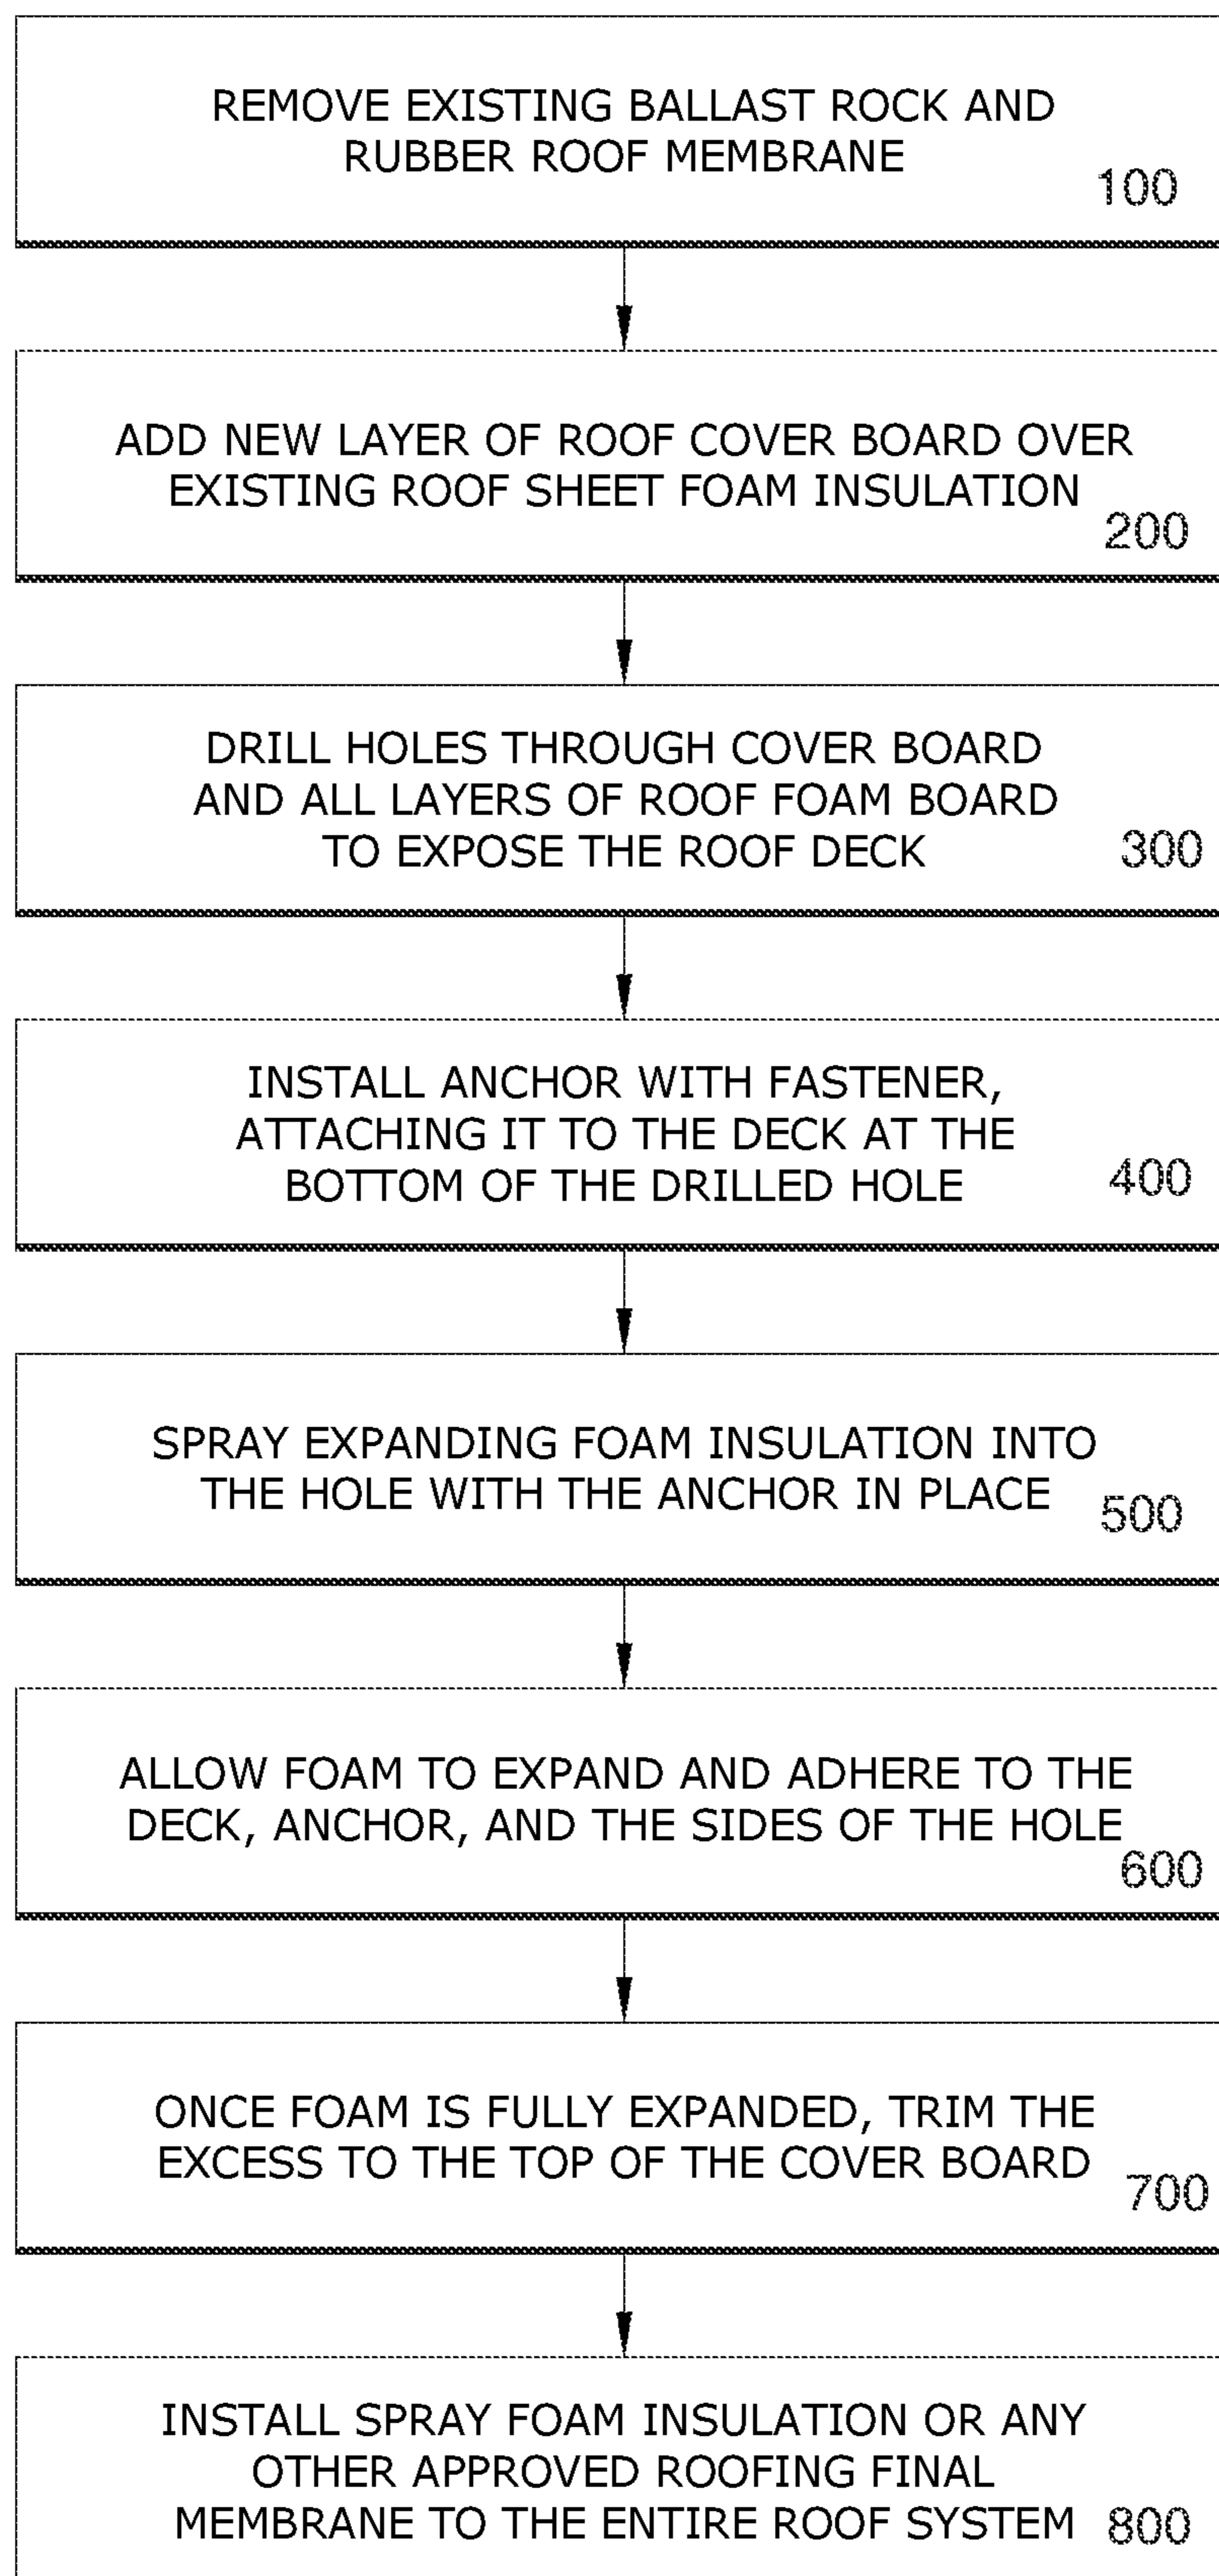 REMOVE EXISTING BALLAST ROCK AND
RUBBER ROOF MEMBRANE
100
ADD NEW LAYER OF ROOF COVER BOARD OVER
EXISTING ROOF SHEET FOAM INSULATION
200
DRILL HOLES THROUGH COVER BOARD
AND ALL LAYERS OF ROOF FOAM BOARD
TO EXPOSE THE ROOF DECK
300
INSTALL ANCHOR WITH FASTENER,
ATTACHING IT TO THE DECK AT THE
BOTTOM OF THE DRILLED HOLE
400
SPRAY EXPANDING FOAM INSULATION INTO
THE HOLE WITH THE ANCHOR IN PLACE
500
ALLOW FOAM TO EXPAND AND ADHERE TO THE
DECK, ANCHOR, AND THE SIDES OF THE HOLE
600
ONCE FOAM IS FULLY EXPANDED, TRIM THE
EXCESS TO THE TOP OF THE COVER BOARD
700
INSTALL SPRAY FOAM INSULATION OR ANY
OTHER APPROVED ROOFING FINAL
MEMBRANE TO THE ENTIRE ROOF SYSTEM
800